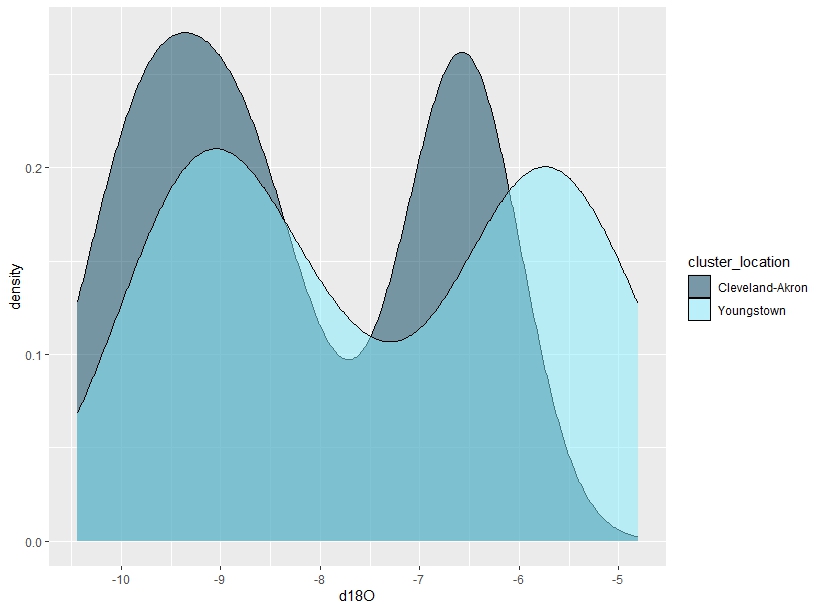 density
0.2
0.1
0.0
-10
-9
-8
-7
-6
-5
d18O
cluster_location
Cleveland-Akron
Youngstown